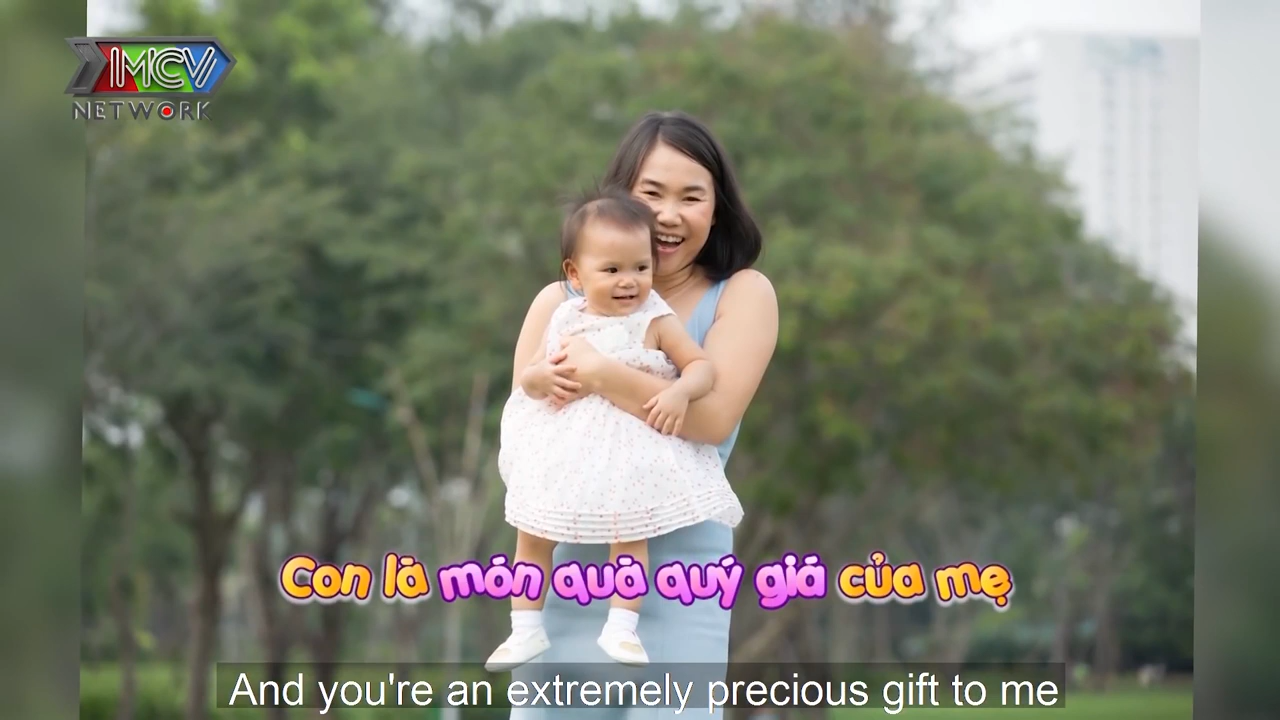 MCV
NETWORK
Con là món quà quý giá của mẹ
And you're an extremely precious gift to me